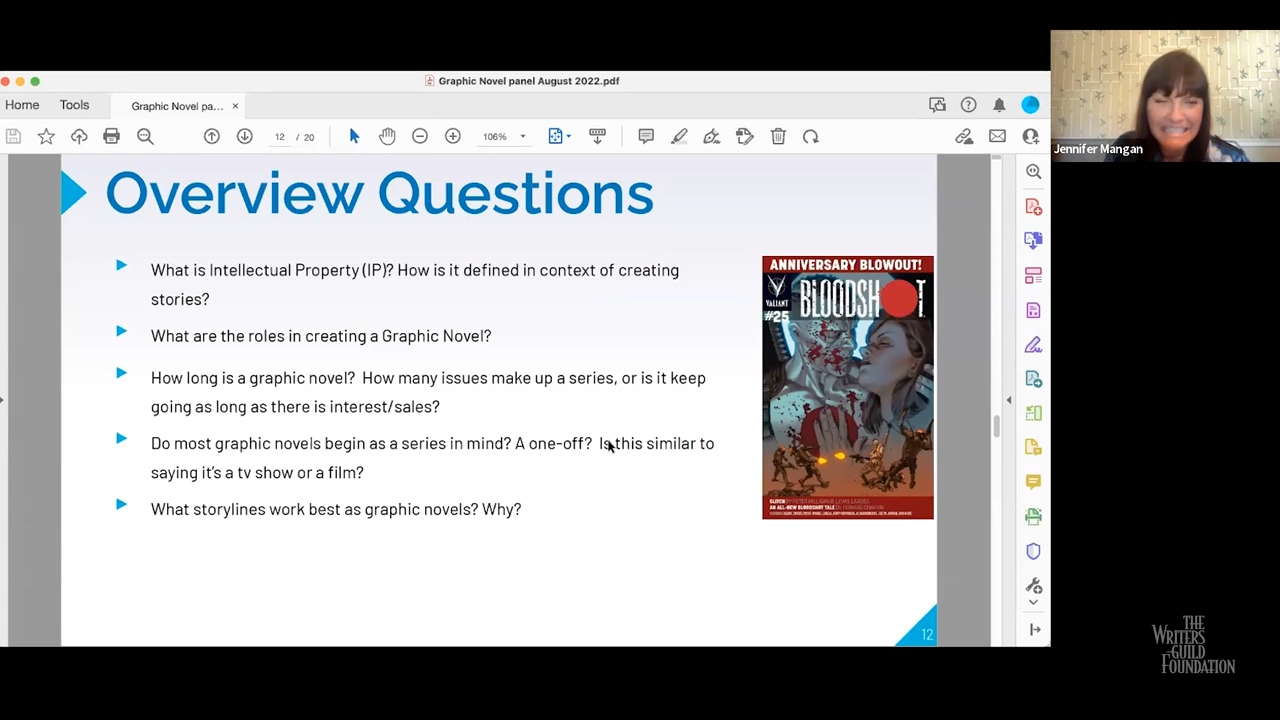 Graphic Novel panel August 2022.pdf
Home
Tools
Graphic Novel pa...
12 / 20
106%
Jennifer Mangan
Overview Questions
What is Intellectual Property (IP)? How is it defined in context of creating
stories?
What are the roles in creating a Graphic Novel?
How long is a graphic novel? How many issues make up a series, or is it keep
going as long as there is interest/sales?
Do most graphic novels begin as a series in mind? A one-off? Is this similar to
saying it's a tv show or a film?
What storylines work best as graphic novels? Why?
ANNIVERSARY BLOWOUT!
VALIANT
#25
BLOODSHOT
AN ALL-NEW BLOODSHOT TALE
12
THE
WRITERS
GUILD
FOUNDATION